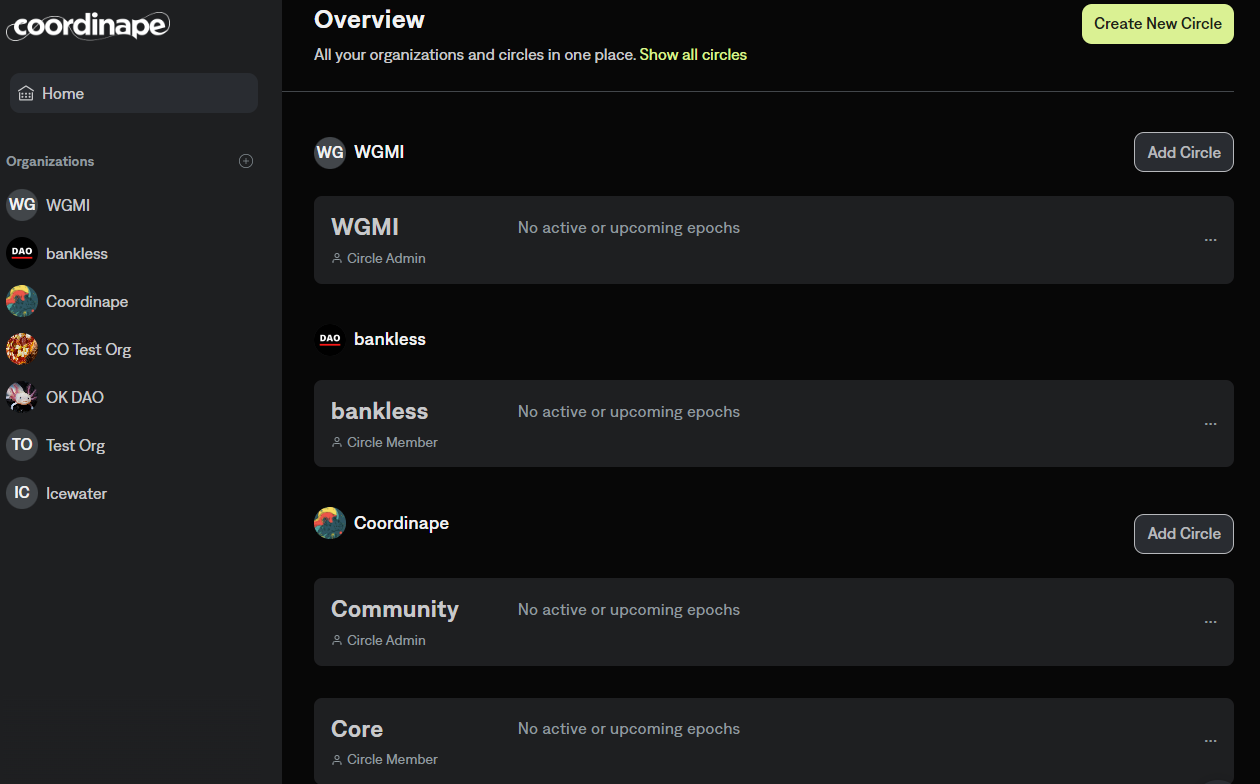 coordinape
Home
Organizations
WG WGMI
DAO bankless
Coordinape
CO Test Org
OK DAO
TO Test Org
IC Icewater
Overview
Create New Circle
All your organizations and circles in one place. Show all circles
WG WGMI
Add Circle
WGMI
No active or upcoming epochs
...
Circle Admin
DAO bankless
bankless
No active or upcoming epochs
...
Circle Member
Coordinape
Add Circle
Community
No active or upcoming epochs
...
Circle Admin
Core
No active or upcoming epochs
...
Circle Member